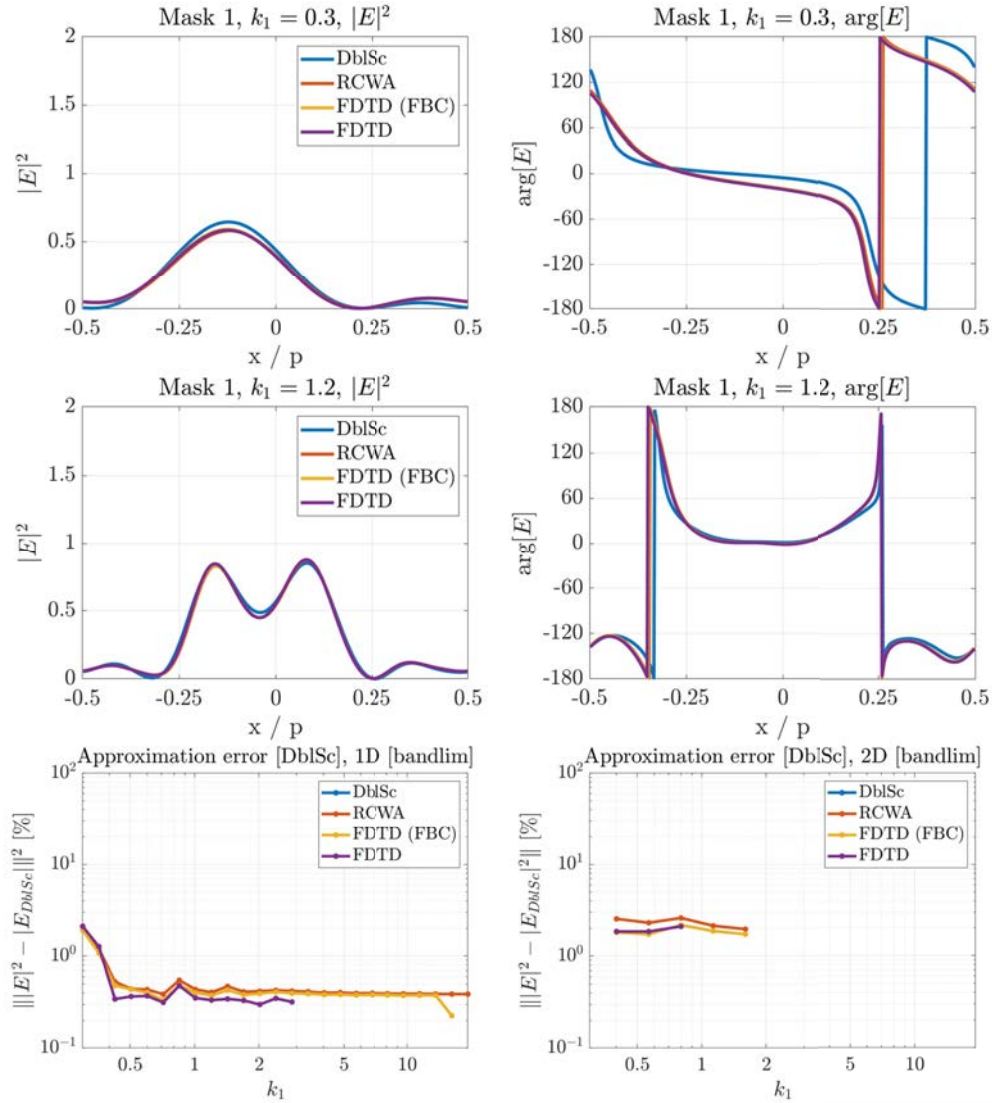 Mask 1, k₁ = 0.3, |E|²
2
1.5
1
0.5
0
|E|²
DblSc
RCWA
FDTD (FBC)
FDTD
-0.5 -0.25 0 0.25 0.5
x / p
Mask 1, k₁ = 0.3, arg[E]
180
120
60
0
-60
-120
-180
arg[E]
-0.5 -0.25 0 0.25 0.5
x / p
Mask 1, k₁ = 1.2, |E|²
2
1.5
1
0.5
0
|E|²
DblSc
RCWA
FDTD (FBC)
FDTD
-0.5 -0.25 0 0.25 0.5
x / p
Mask 1, k₁ = 1.2, arg[E]
180
120
60
0
-60
-120
-180
arg[E]
-0.5 -0.25 0 0.25 0.5
x / p
Approximation error [DblSc], 1D [bandlim]
10²
10¹
10⁰
10⁻¹
‖||E|² − |E_DblSc|‖|² [%]
DblSc
RCWA
FDTD (FBC)
FDTD
0.5 1 2 5 10
k₁
Approximation error [DblSc], 2D [bandlim]
10²
10¹
10⁰
10⁻¹
‖||E|² − |E_DblSc|²‖| [%]
DblSc
RCWA
FDTD (FBC)
FDTD
0.5 1 2 5 10
k₁